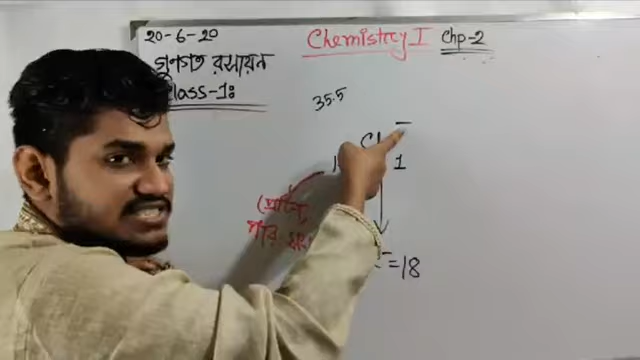 20-6-20
Chemistry I Chp-2
গুণগত রসায়ন
Class-1ঃ
35.5
Cl −
1
= 18